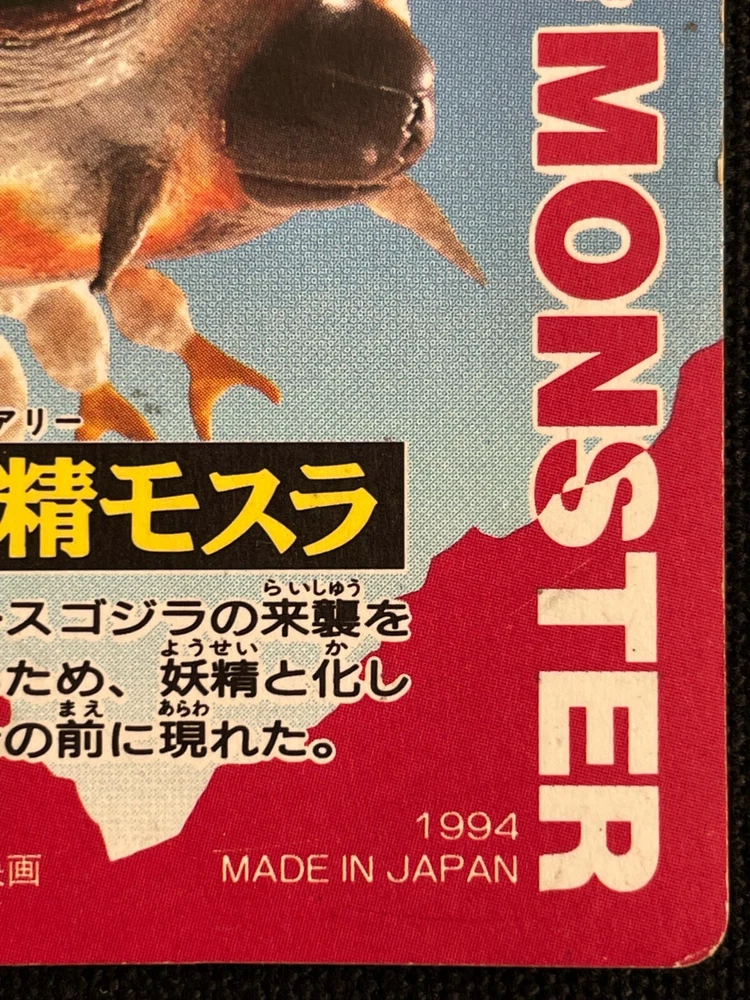 MONSTER
アリー
精モスラ
らいしゅう
スゴジラの来襲を
ようせい か
ため、妖精と化し
まえ あらわ
の前に現れた。
1994
画
MADE IN JAPAN